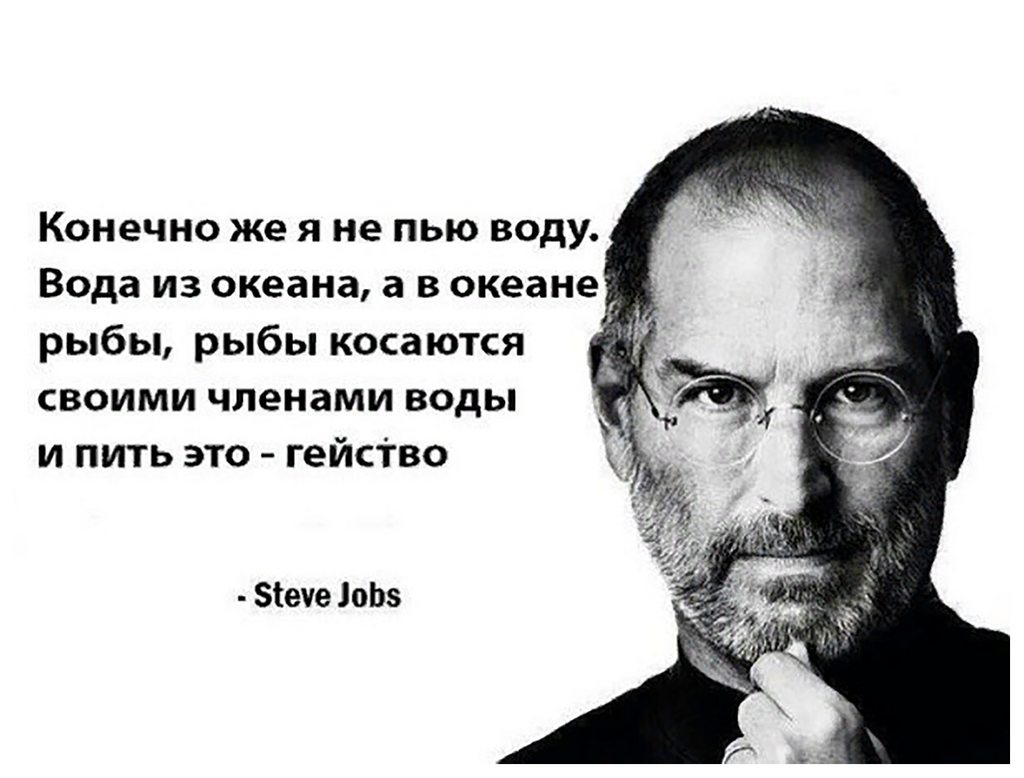 Конечно же я не пью воду.
Вода из океана, а в океане
рыбы, рыбы косаются
своими членами воды
и пить это - гейство
- Steve Jobs